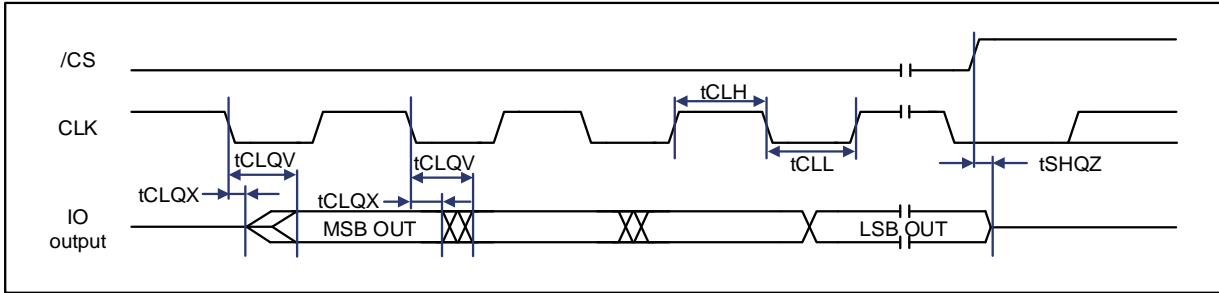 /CS
tCLH
CLK
tCLQV
tCLQV
tCLL
tSHQZ
tCLQX
tCLQX
IO
output
MSB OUT
LSB OUT